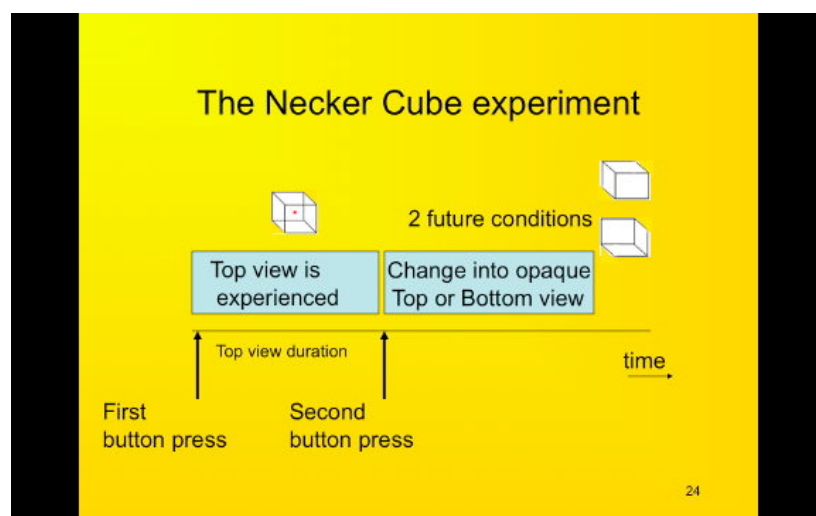 The Necker Cube experiment
2 future conditions
Top view is
experienced
Change into opaque
Top or Bottom view
Top view duration
time
First
button press
Second
button press
24